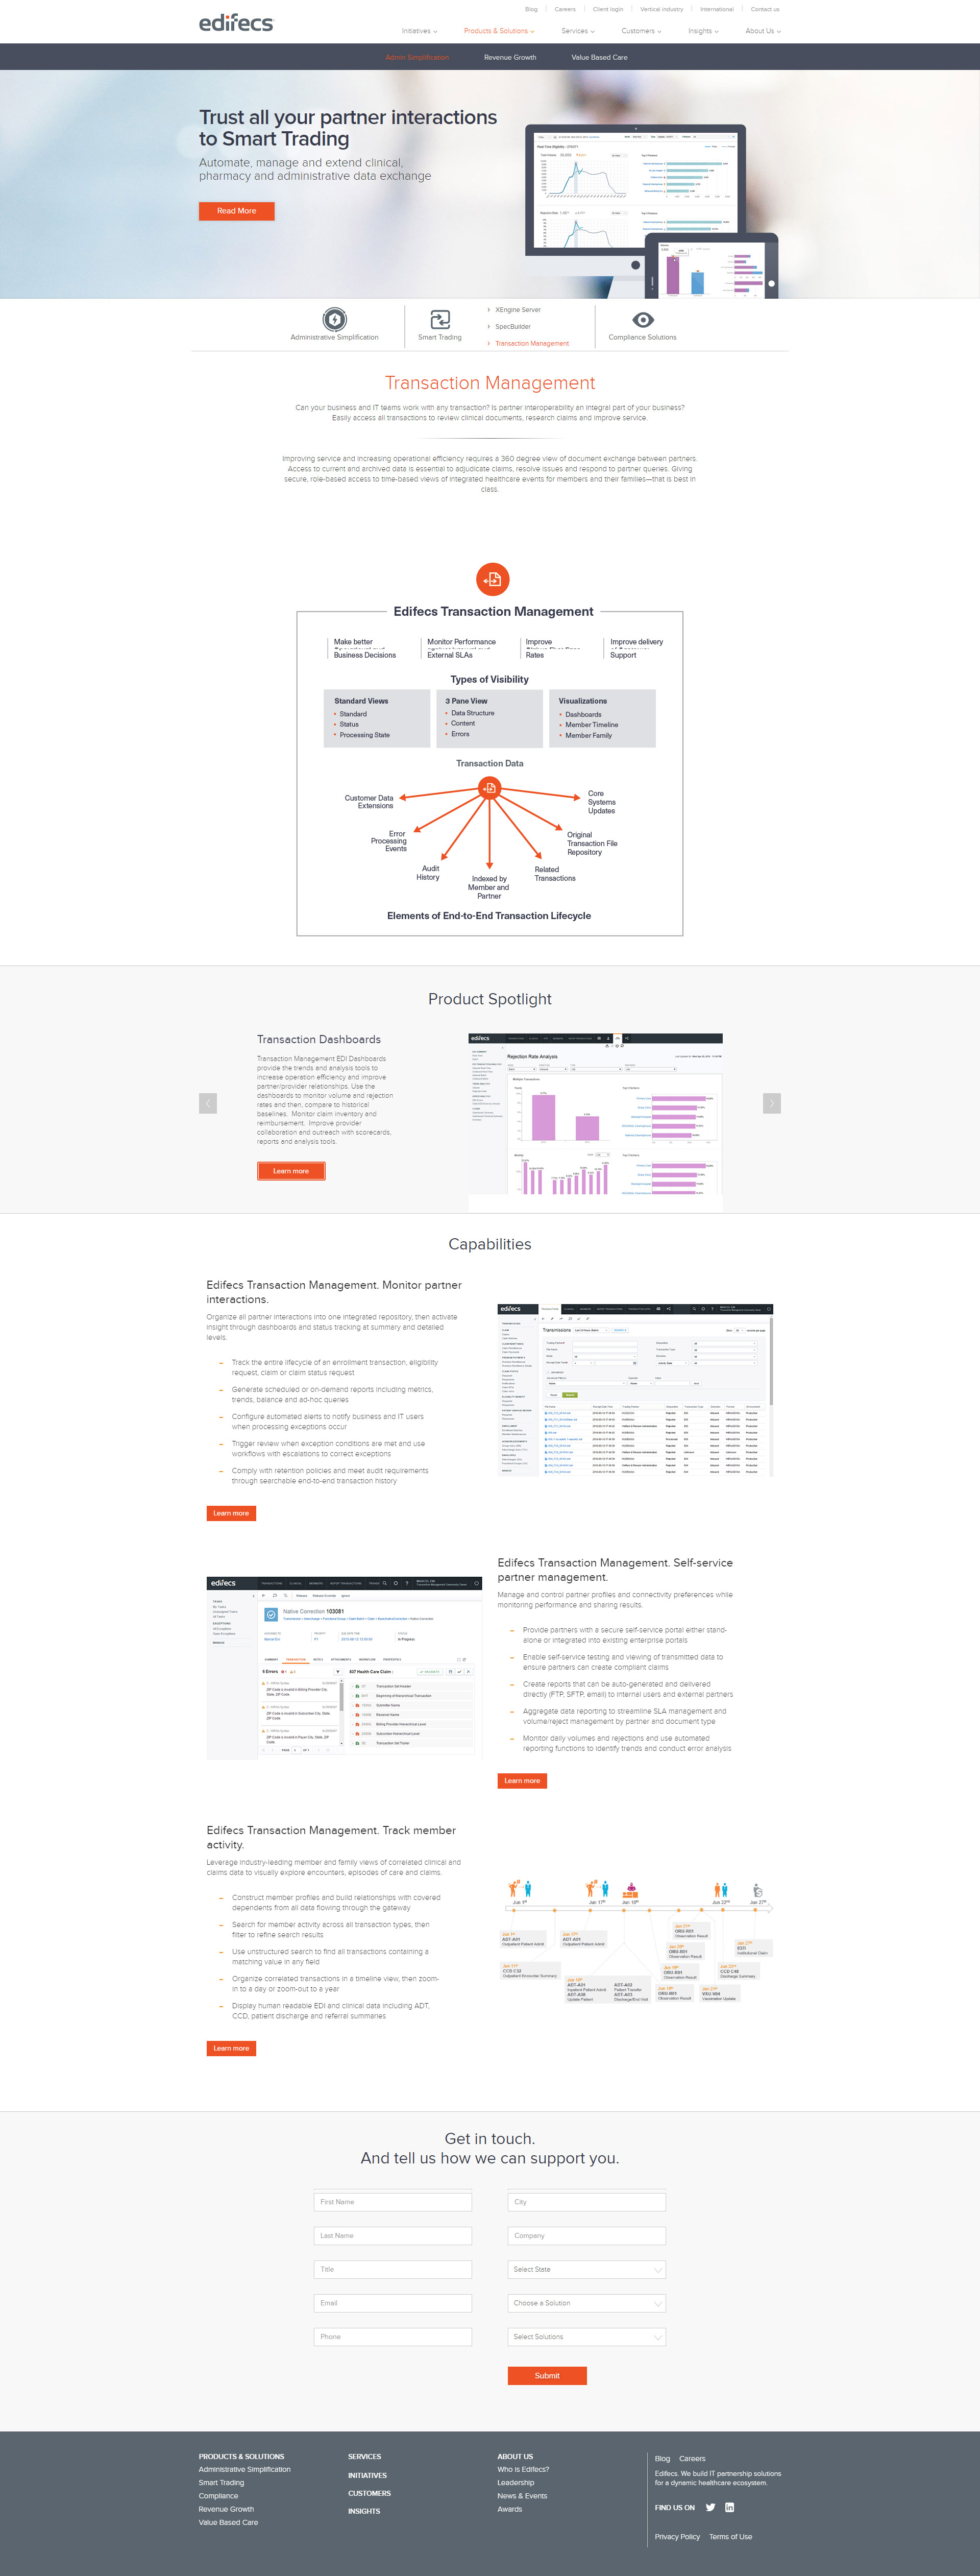 Blog
Careers
Client login
Vertical industry
International
Contact us
edifecs
Initiatives
Products & Solutions
Services
Customers
Insights
About Us
Admin Simplification
Revenue Growth
Value Based Care
Trust all your partner interactions
to Smart Trading
Automate, manage and extend clinical,
pharmacy and administrative data exchange
Read More
Administrative Simplification
Smart Trading
XEngine Server
SpecBuilder
Transaction Management
Compliance Solutions
Transaction Management
Can your business and IT teams work with any transaction? Is partner interoperability an integral part of your business?
Easily access all transactions to review clinical documents, research claims and improve service.
Improving service and increasing operational efficiency requires a 360 degree view of document exchange between partners.
Access to current and archived data is essential to adjudicate claims, resolve issues and respond to partner queries. Giving
secure, role-based access to time-based views of integrated healthcare events for members and their families—that is best in
class.
Edifecs Transaction Management
Make better
Business Decisions
Monitor Performance
External SLAs
Improve
Rates
Improve delivery
Support
Types of Visibility
Standard Views
Standard
Status
Processing State
3 Pane View
Data Structure
Content
Errors
Visualizations
Dashboards
Member Timeline
Member Family
Transaction Data
Customer Data
Extensions
Core
Systems
Updates
Error
Processing
Events
Original
Transaction File
Repository
Audit
History
Indexed by
Member and
Partner
Related
Transactions
Elements of End-to-End Transaction Lifecycle
Product Spotlight
Transaction Dashboards
Transaction Management EDI Dashboards
provide the trends and analysis tools to
increase operation efficiency and improve
partner/provider relationships. Use the
dashboards to monitor volume and rejection
rates and then, compare to historical
baselines. Monitor claim inventory and
reimbursement. Improve provider
collaboration and outreach with scorecards,
reports and analysis tools.
Learn more
edifecs
Rejection Rate Analysis
Capabilities
Edifecs Transaction Management. Monitor partner
interactions.
Organize all partner interactions into one integrated repository, then activate
insight through dashboards and status tracking at summary and detailed
levels.
Track the entire lifecycle of an enrollment transaction, eligibility
request, claim or claim status request
Generate scheduled or on-demand reports including metrics,
trends, balance and ad-hoc queries
Configure automated alerts to notify business and IT users
when processing exceptions occur
Trigger review when exception conditions are met and use
workflows with escalations to correct exceptions
Comply with retention policies and meet audit requirements
through searchable end-to-end transaction history
Learn more
edifecs
Transmissions
Edifecs Transaction Management. Self-service
partner management.
Manage and control partner profiles and connectivity preferences while
monitoring performance and sharing results.
Provide partners with a secure self-service portal either stand-
alone or integrated into existing enterprise portals
Enable self-service testing and viewing of transmitted data to
ensure partners can create compliant claims
Create reports that can be auto-generated and delivered
directly (FTP, SFTP, email) to internal users and external partners
Aggregate data reporting to streamline SLA management and
volume/reject management by partner and document type
Monitor daily volumes and rejections and use automated
reporting functions to identify trends and conduct error analysis
Learn more
edifecs
Native Correction 103081
837 Health Care Claim :
Edifecs Transaction Management. Track member
activity.
Leverage industry-leading member and family views of correlated clinical and
claims data to visually explore encounters, episodes of care and claims.
Construct member profiles and build relationships with covered
dependents from all data flowing through the gateway
Search for member activity across all transaction types, then
filter to refine search results
Use unstructured search to find all transactions containing a
matching value in any field
Organize correlated transactions in a timeline view, then zoom-
in to a day or zoom-out to a year
Display human readable EDI and clinical data including ADT,
CCD, patient discharge and referral summaries
Learn more
Get in touch.
And tell us how we can support you.
First Name
City
Last Name
Company
Title
Select State
Email
Choose a Solution
Phone
Select Solutions
Submit
PRODUCTS & SOLUTIONS
Administrative Simplification
Smart Trading
Compliance
Revenue Growth
Value Based Care
SERVICES
INITIATIVES
CUSTOMERS
INSIGHTS
ABOUT US
Who is Edifecs?
Leadership
News & Events
Awards
Blog
Careers
Edifecs. We build IT partnership solutions
for a dynamic healthcare ecosystem.
FIND US ON
Privacy Policy
Terms of Use